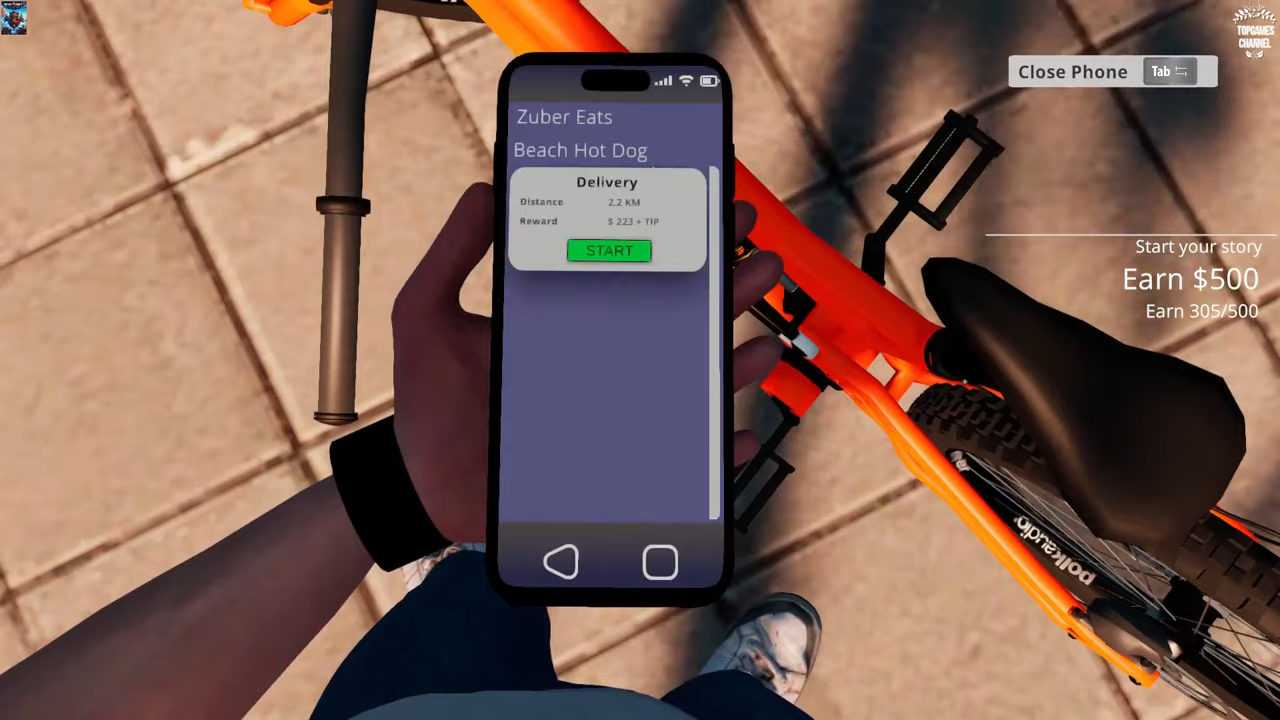 TOPGAMES
CHANNEL
Close Phone Tab
Zuber Eats
Beach Hot Dog
Delivery
Distance 2.2 KM
Reward $ 223 + TIP
START
Start your story
Earn $500
Earn 305/500
polkaudio